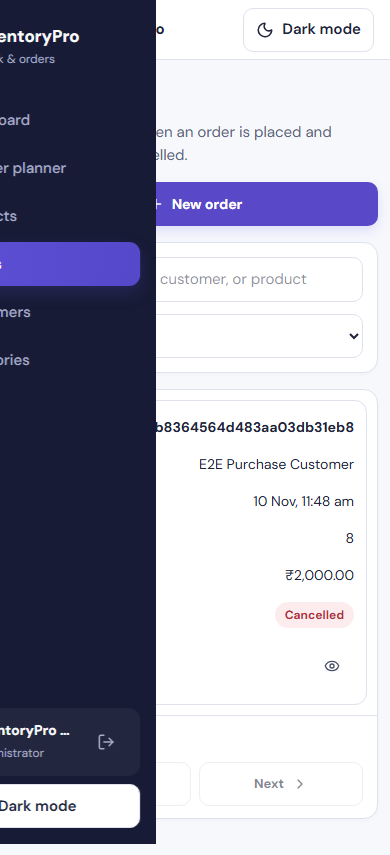 entoryPro
k & orders
o
Dark mode
oard
er planner
cts
s
mers
ories
en an order is placed and
elled.
+ New order
customer, or product
b8364564d483aa03db31eb8
E2E Purchase Customer
10 Nov, 11:48 am
8
₹2,000.00
Cancelled
Next
ntoryPro ...
nistrator
Dark mode